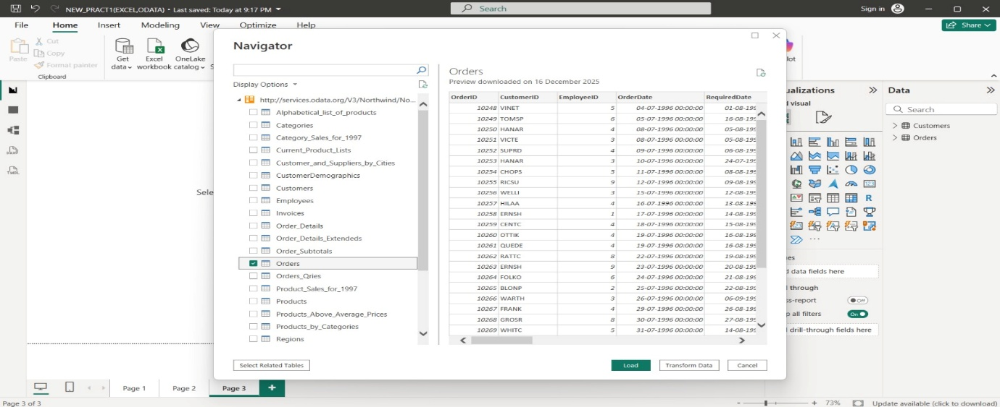 NEW_PRACT1(EXCEL,ODATA) • Last saved: Today at 9:17 PM
Search
Sign in
File Home Insert Modeling View Optimize Help
Share
Paste
Cut
Copy
Format painter
Clipboard
Get data
Excel workbook
OneLake catalog
Navigator
Display Options
http://services.odata.org/V3/Northwind/No...
Alphabetical_list_of_products
Categories
Category_Sales_for_1997
Current_Product_Lists
Customer_and_Suppliers_by_Cities
CustomerDemographics
Customers
Employees
Invoices
Order_Details
Order_Details_Extendeds
Order_Subtotals
Orders
Orders_Qries
Product_Sales_for_1997
Products
Products_Above_Average_Prices
Products_by_Categories
Regions
Select Related Tables
Orders
Preview downloaded on 16 December 2025
OrderID CustomerID EmployeeID OrderDate RequiredDate
10248 VINET 5 04-07-1996 00:00:00 01-08-199
10249 TOMSP 6 05-07-1996 00:00:00 16-08-199
10250 HANAR 4 08-07-1996 00:00:00 05-08-199
10251 VICTE 3 08-07-1996 00:00:00 05-08-199
10252 SUPRD 4 09-07-1996 00:00:00 06-08-199
10253 HANAR 3 10-07-1996 00:00:00 24-07-199
10254 CHOPS 5 11-07-1996 00:00:00 08-08-199
10255 RICSU 9 12-07-1996 00:00:00 09-08-199
10256 WELLI 3 15-07-1996 00:00:00 12-08-199
10257 HILAA 4 16-07-1996 00:00:00 13-08-199
10258 ERNSH 1 17-07-1996 00:00:00 14-08-199
10259 CENTC 4 18-07-1996 00:00:00 15-08-199
10260 OTTIK 4 19-07-1996 00:00:00 16-08-199
10261 QUEDE 4 19-07-1996 00:00:00 16-08-199
10262 RATTC 8 22-07-1996 00:00:00 19-08-199
10263 ERNSH 9 23-07-1996 00:00:00 20-08-199
10264 FOLKO 6 24-07-1996 00:00:00 21-08-199
10265 BLONP 2 25-07-1996 00:00:00 22-08-199
10266 WARTH 3 26-07-1996 00:00:00 06-09-199
10267 FRANK 4 29-07-1996 00:00:00 26-08-199
10268 GROSR 8 30-07-1996 00:00:00 27-08-199
10269 WHITC 5 31-07-1996 00:00:00 14-08-199
Load Transform Data Cancel
Sele
lot
ualizations
d visual
R
es
d data fields here
l through
ss-report Off
p all filters On
drill-through fields here
Data
Search
Customers
Orders
Page 1 Page 2 Page 3 +
Page 3 of 3
- + 73% Update available (click to download)